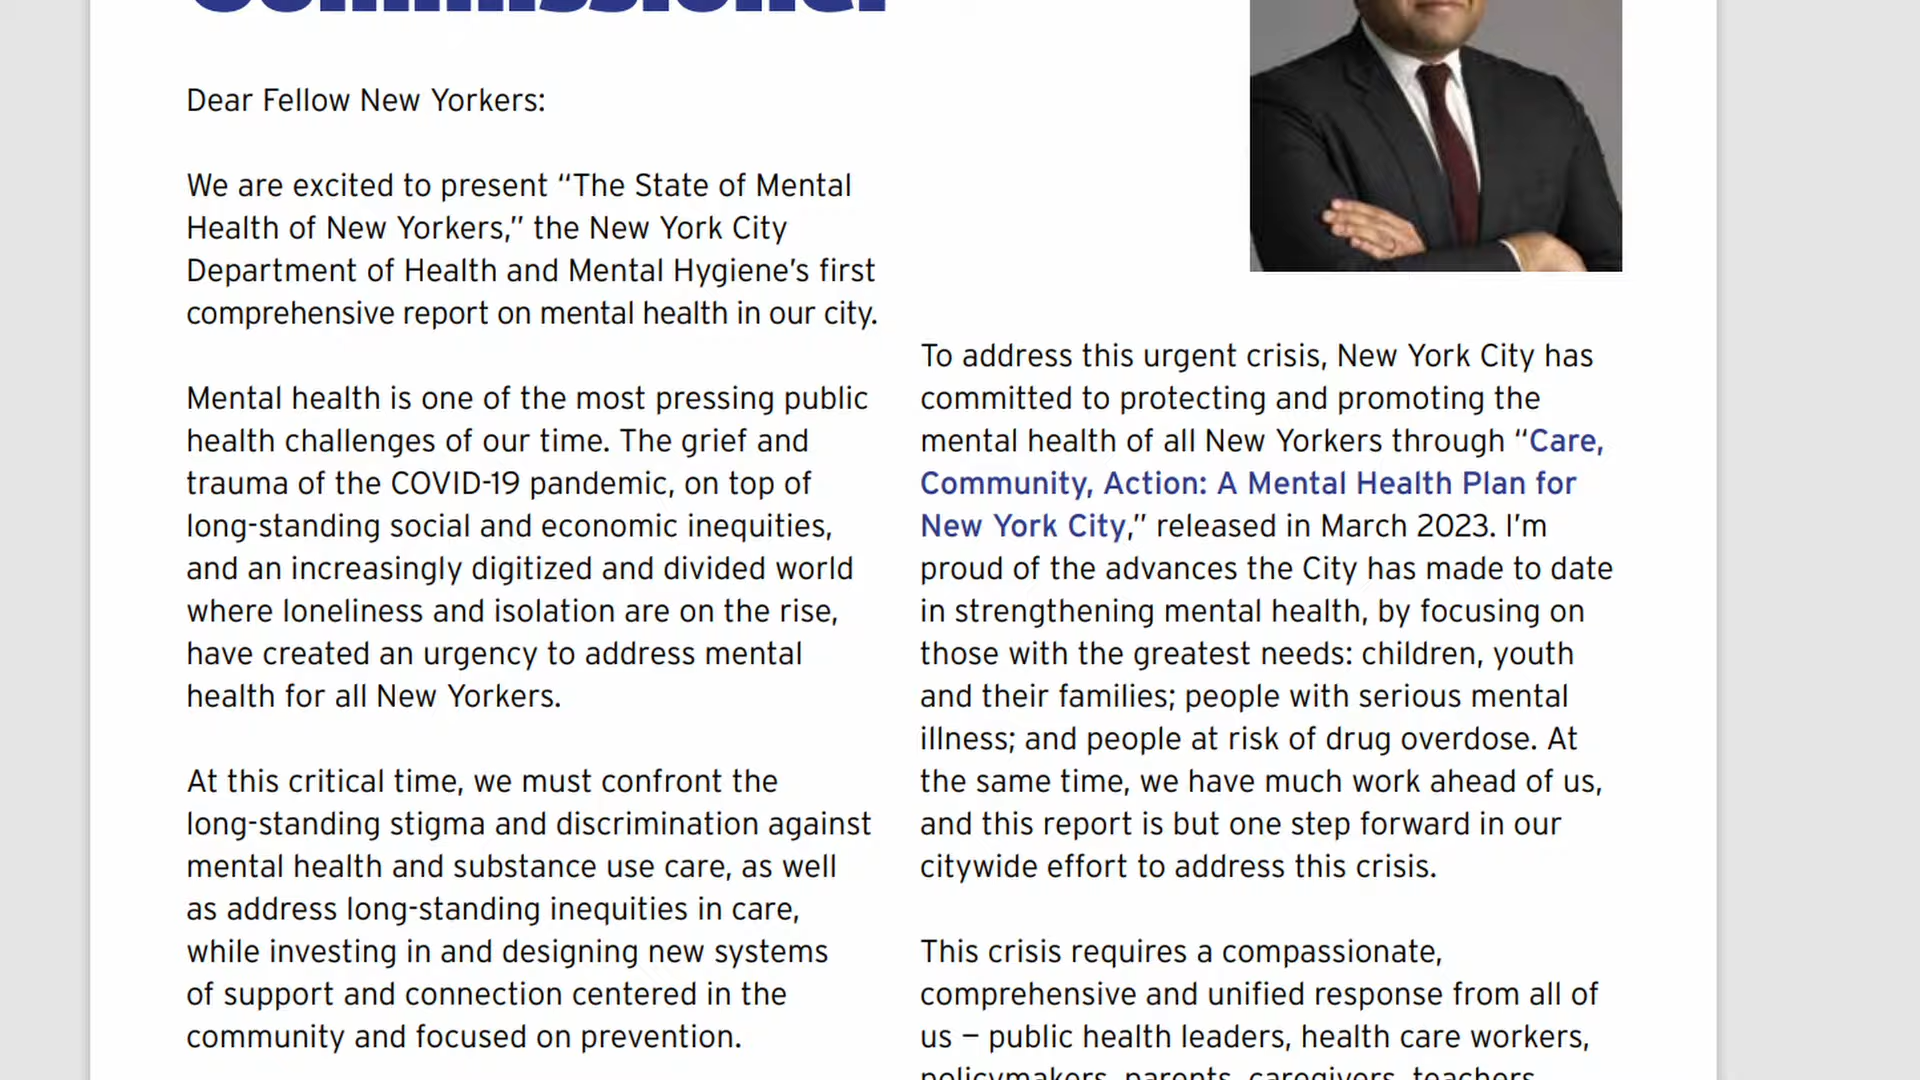 Commissioner
Dear Fellow New Yorkers:
We are excited to present “The State of Mental
Health of New Yorkers,” the New York City
Department of Health and Mental Hygiene’s first
comprehensive report on mental health in our city.
Mental health is one of the most pressing public
health challenges of our time. The grief and
trauma of the COVID-19 pandemic, on top of
long-standing social and economic inequities,
and an increasingly digitized and divided world
where loneliness and isolation are on the rise,
have created an urgency to address mental
health for all New Yorkers.
At this critical time, we must confront the
long-standing stigma and discrimination against
mental health and substance use care, as well
as address long-standing inequities in care,
while investing in and designing new systems
of support and connection centered in the
community and focused on prevention.
To address this urgent crisis, New York City has
committed to protecting and promoting the
mental health of all New Yorkers through “Care,
Community, Action: A Mental Health Plan for
New York City,” released in March 2023. I’m
proud of the advances the City has made to date
in strengthening mental health, by focusing on
those with the greatest needs: children, youth
and their families; people with serious mental
illness; and people at risk of drug overdose. At
the same time, we have much work ahead of us,
and this report is but one step forward in our
citywide effort to address this crisis.
This crisis requires a compassionate,
comprehensive and unified response from all of
us – public health leaders, health care workers,
policymakers, parents, caregivers, teachers,